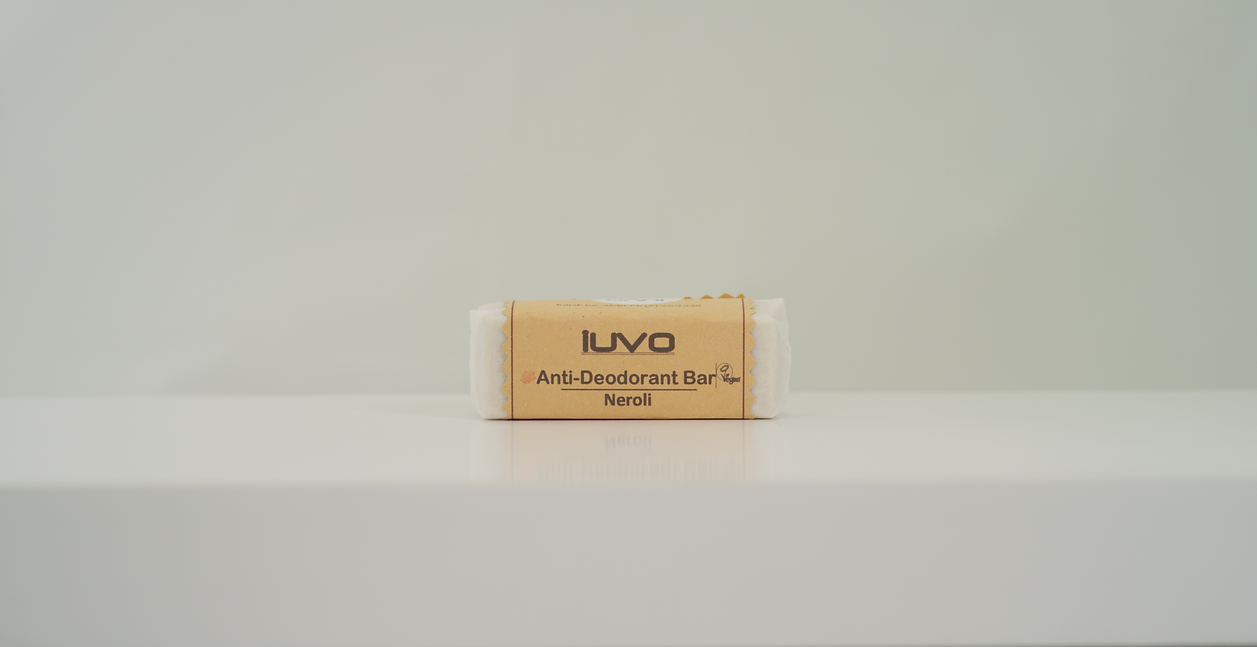 iuvo
Anti-Deodorant Bar
Vegan
Neroli